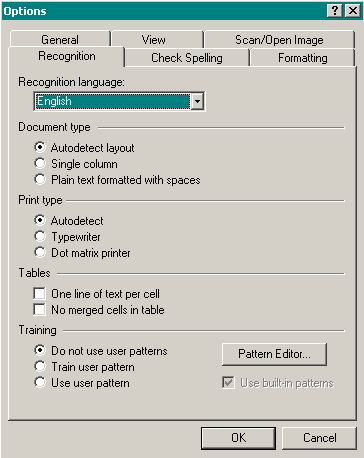 Options
General View Scan/Open Image
Recognition Check Spelling Formatting
Recognition language:
English
Document type
Autodetect layout
Single column
Plain text formatted with spaces
Print type
Autodetect
Typewriter
Dot matrix printer
Tables
One line of text per cell
No merged cells in table
Training
Do not use user patterns Pattern Editor...
Train user pattern
Use user pattern Use built-in patterns
OK Cancel